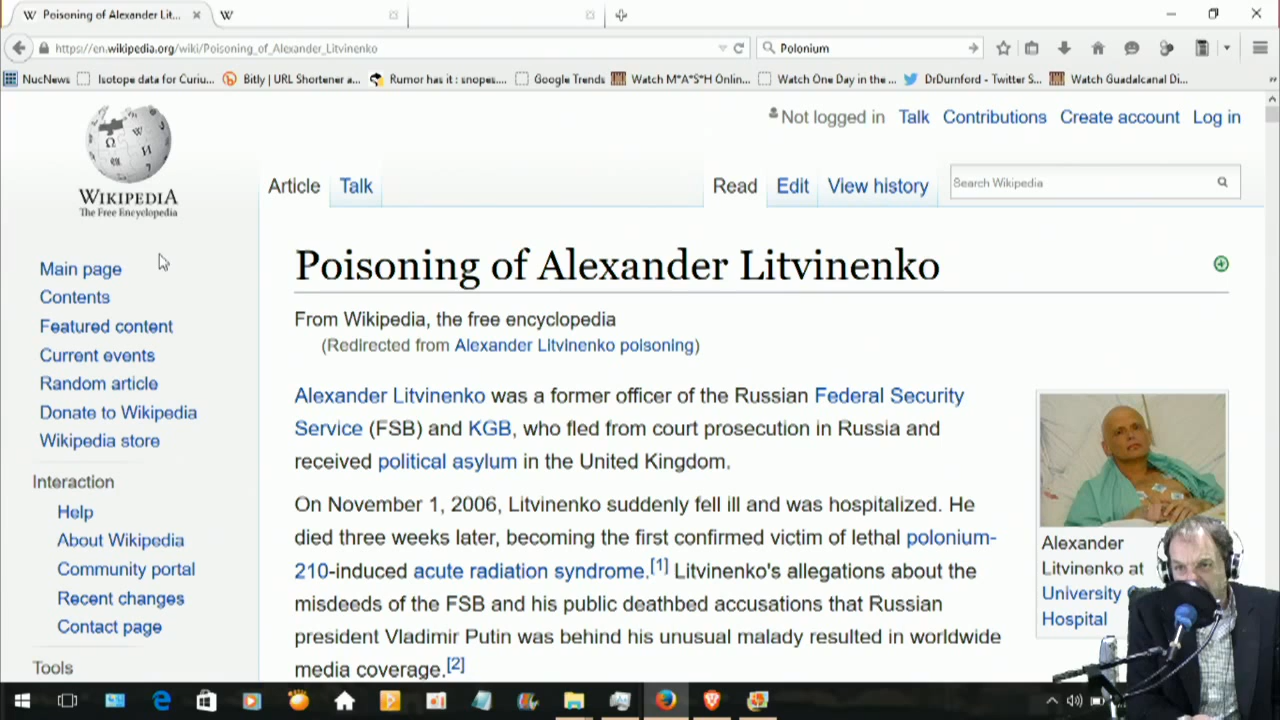 Poisoning of Alexander Lit...
https://en.wikipedia.org/wiki/Poisoning_of_Alexander_Litvinenko
Polonium
NucNews
Isotope data for Curiu...
Bitly | URL Shortener a...
Rumor has it : snopes....
Google Trends
Watch M*A*S*H Onlin...
Watch One Day in the ...
DrDurnford - Twitter S...
Watch Guadalcanal Di...
Not logged in Talk Contributions Create account Log in
WIKIPEDIA
The Free Encyclopedia
Article Talk Read Edit View history Search Wikipedia
Main page
Contents
Featured content
Current events
Random article
Donate to Wikipedia
Wikipedia store
Interaction
Help
About Wikipedia
Community portal
Recent changes
Contact page
Tools
Poisoning of Alexander Litvinenko
From Wikipedia, the free encyclopedia
(Redirected from Alexander Litvinenko poisoning)
Alexander Litvinenko was a former officer of the Russian Federal Security
Service (FSB) and KGB, who fled from court prosecution in Russia and
received political asylum in the United Kingdom.
On November 1, 2006, Litvinenko suddenly fell ill and was hospitalized. He
died three weeks later, becoming the first confirmed victim of lethal polonium-
210-induced acute radiation syndrome.[1] Litvinenko's allegations about the
misdeeds of the FSB and his public deathbed accusations that Russian
president Vladimir Putin was behind his unusual malady resulted in worldwide
media coverage.[2]
Alexander
Litvinenko at
University
Hospital